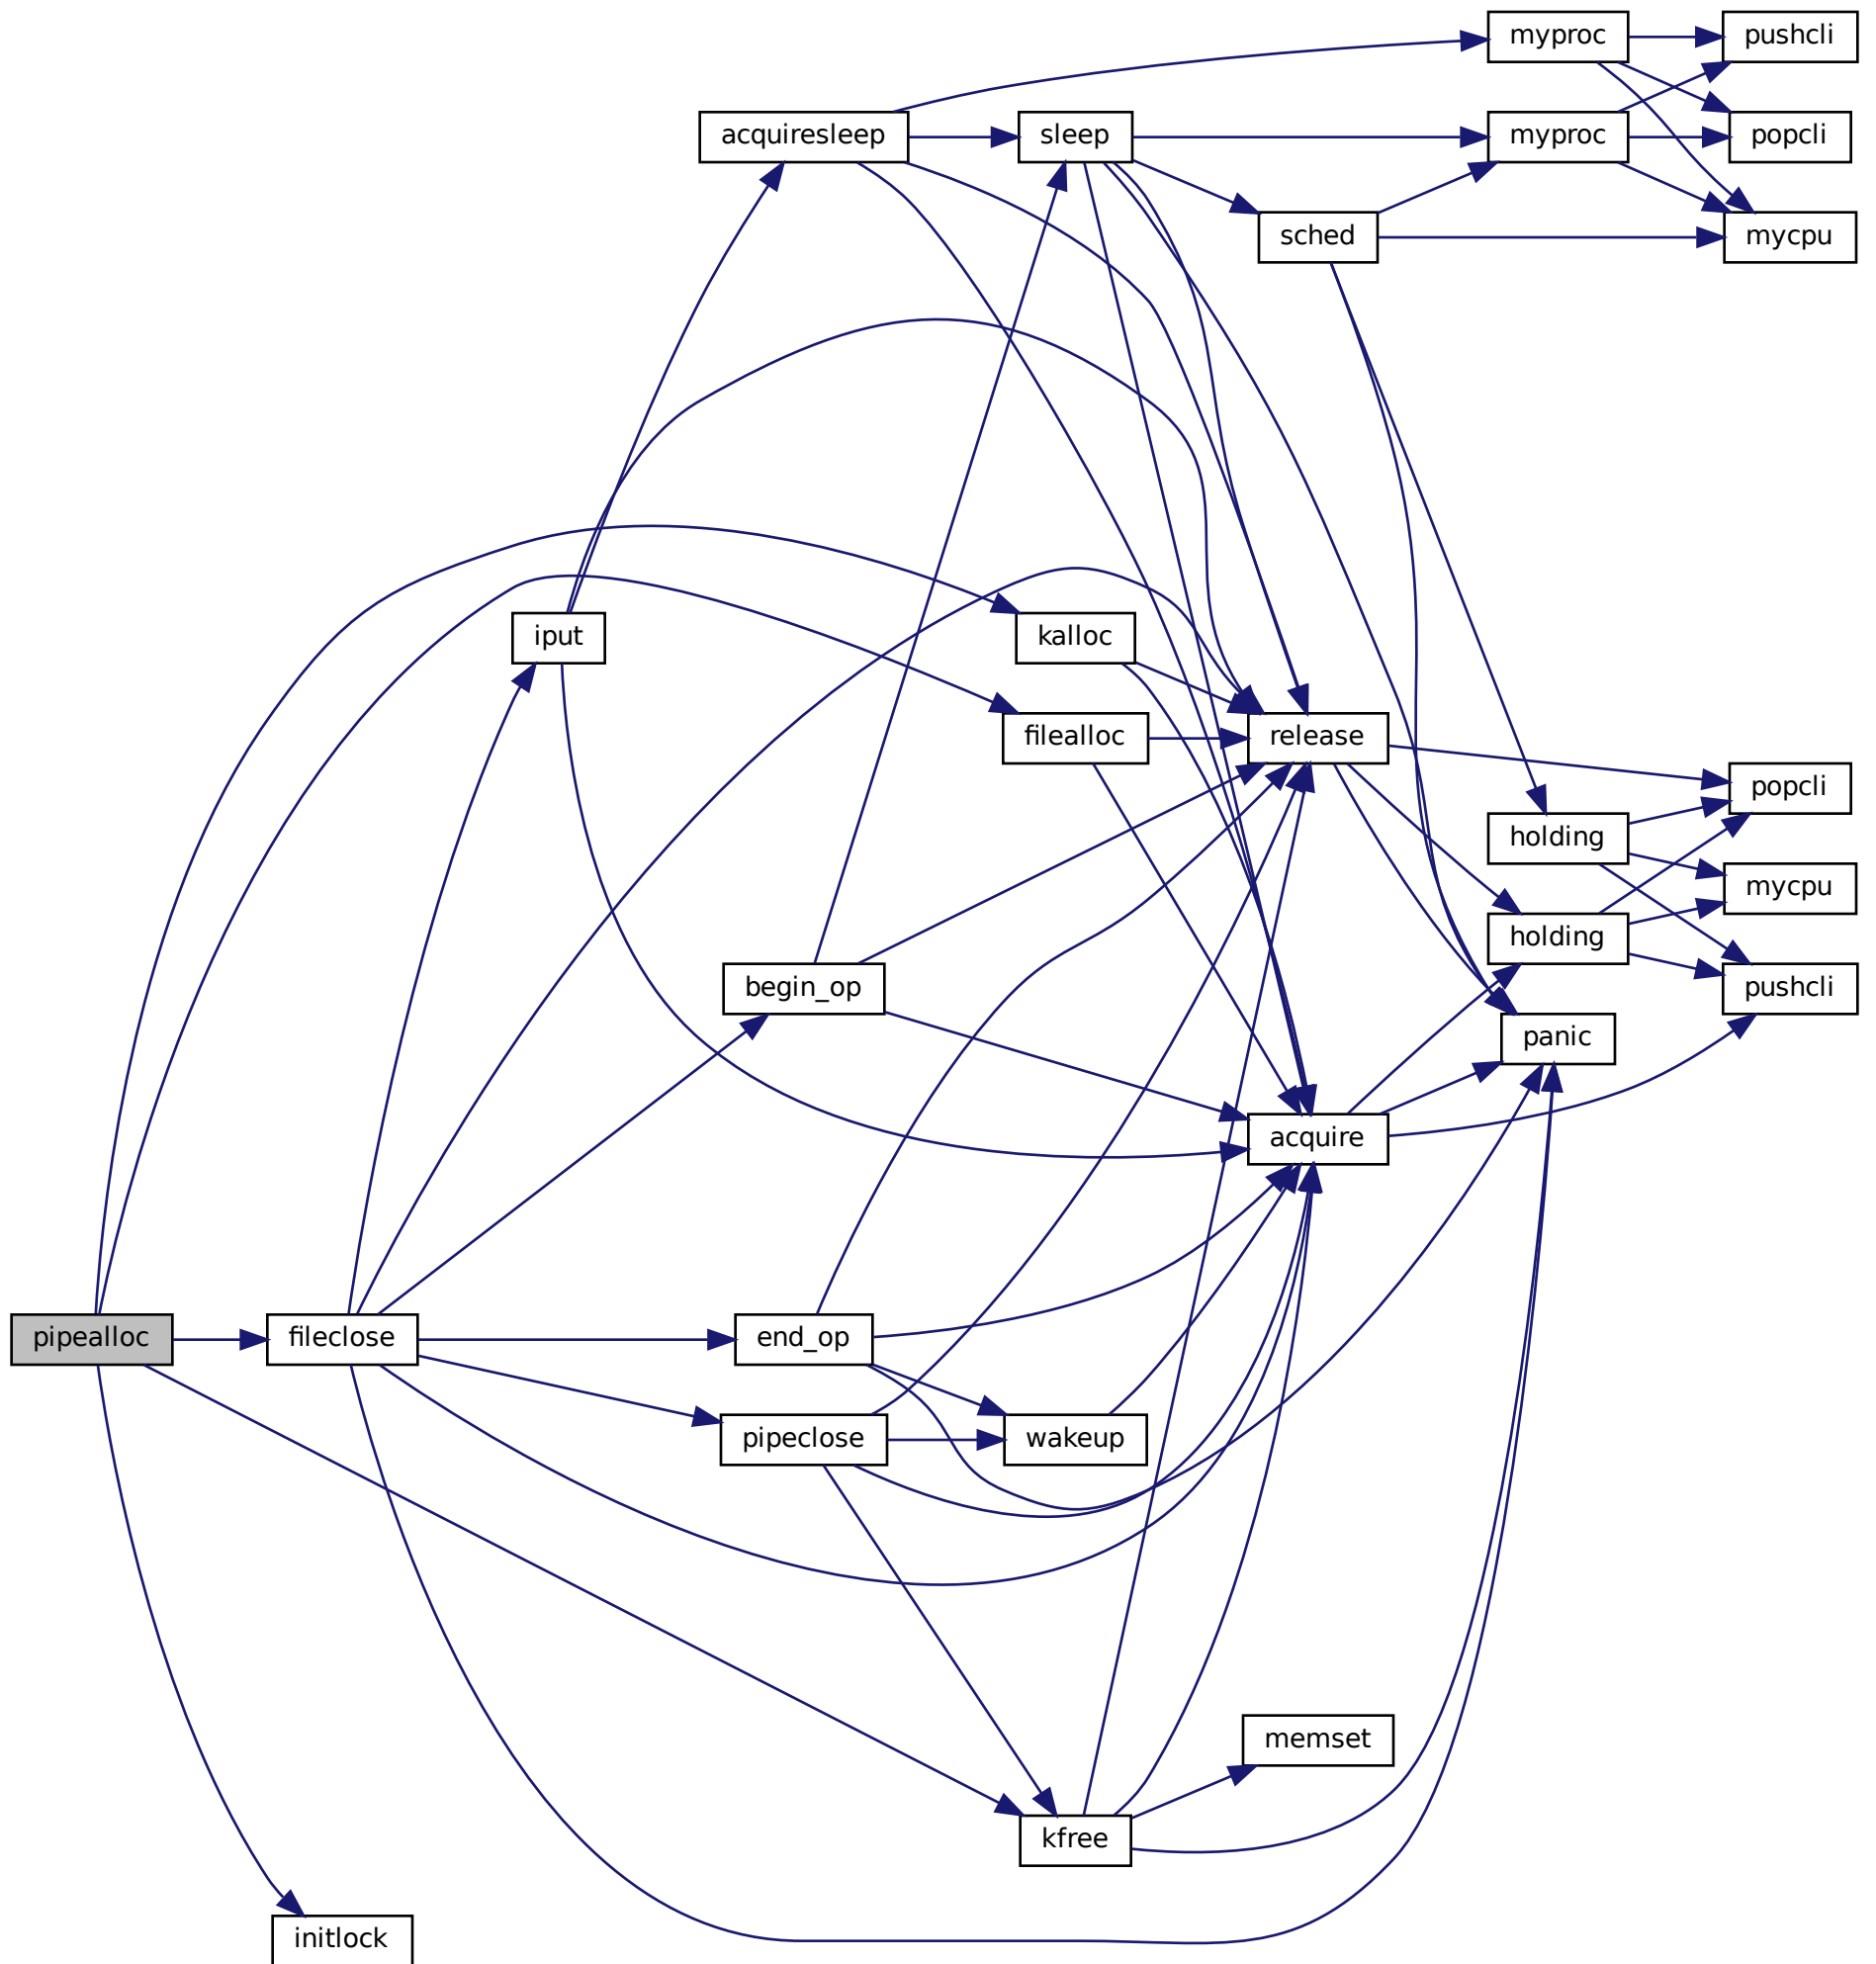 myproc
pushcli
acquiresleep
sleep
myproc
popcli
sched
mycpu
iput
kalloc
filealloc
release
popcli
holding
mycpu
holding
begin_op
pushcli
panic
acquire
pipealloc
fileclose
end_op
pipeclose
wakeup
memset
kfree
initlock